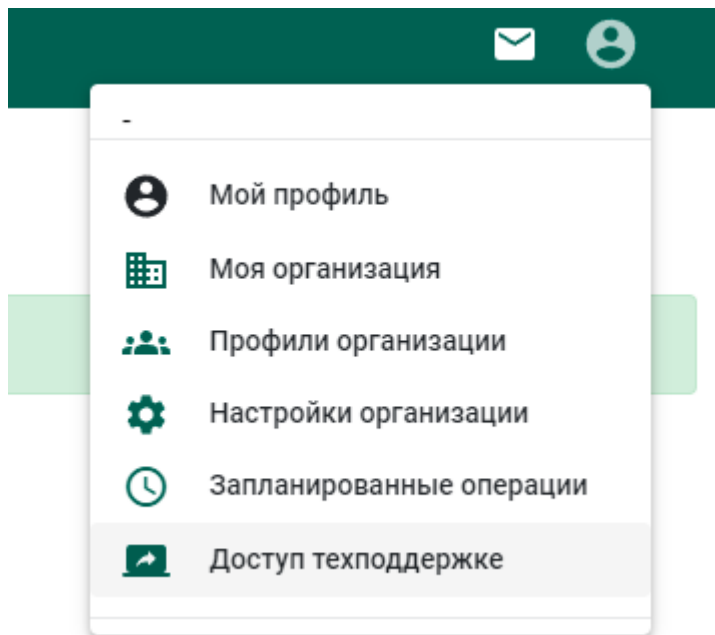 -
Мой профиль
Моя организация
Профили организации
Настройки организации
Запланированные операции
Доступ техподдержке